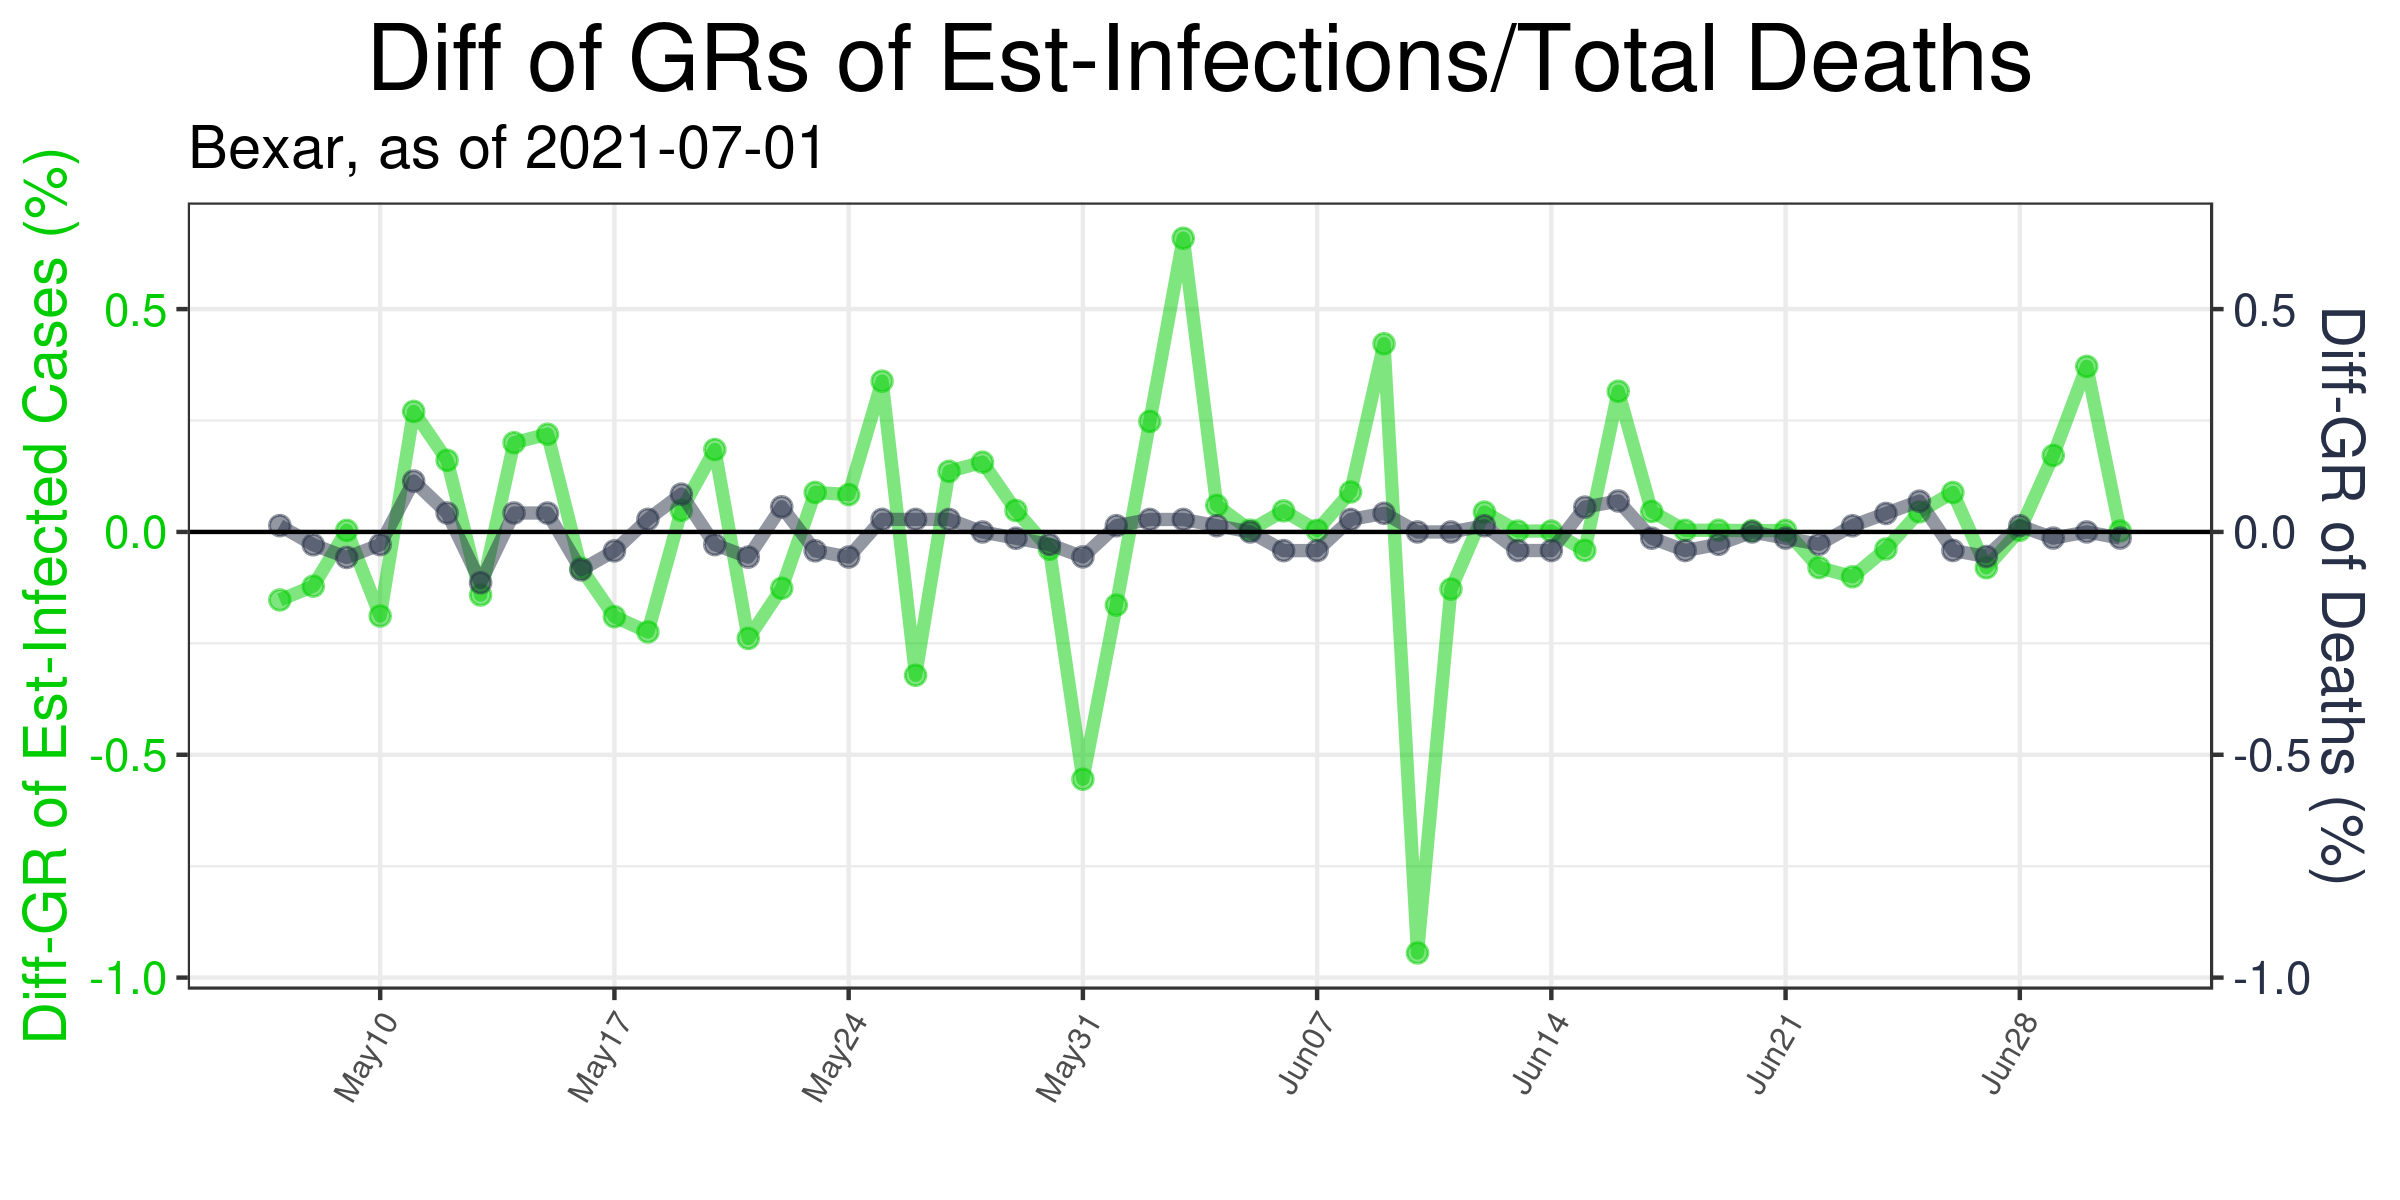 Diff of GRs of Est-Infections/Total Deaths
Bexar, as of 2021-07-01
Diff-GR of Est-Infected Cases (%)
0.5
0.0
-0.5
-1.0
0.5
0.0
-0.5
-1.0
Diff-GR of Deaths (%)
May10
May17
May24
May31
Jun07
Jun14
Jun21
Jun28